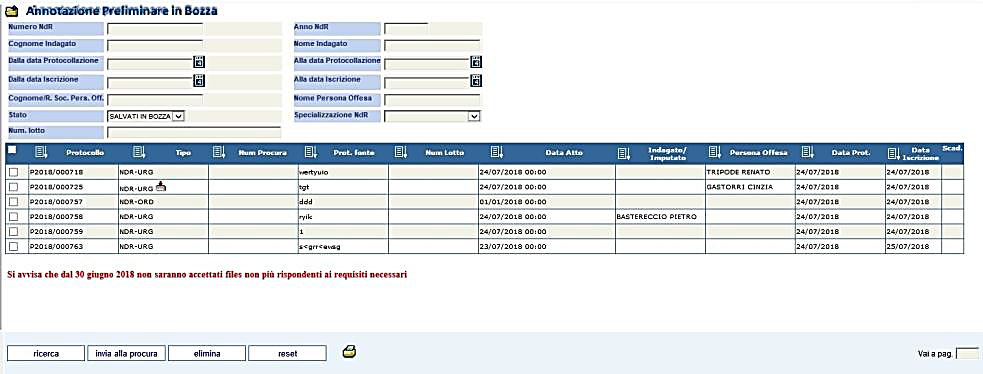 Annotazione Preliminare in Bozza
Numero NdR Anno NdR
Cognome Indagato Nome Indagato
Dalla data Protocollazione Alla data Protocollazione
Dalla data Iscrizione Alla data Iscrizione
Cognome/R. Soc. Pers. Off. Nome Persona Offesa
Stato SALVATI IN BOZZA Specializzazione NdR
Num. lotto
Protocollo Tipo Num Procura Prot. fonte Num Lotto Data Atto Indagato/ Imputato Persona Offesa Data Prot. Data Iscrizione Scad.
P2018/000718 NDR-URG wertyuio 24/07/2018 00:00 TRIPODE RENATO 24/07/2018 24/07/2018
P2018/000725 NDR-URG tgt 24/07/2018 00:00 GASTORRI CINZIA 24/07/2018 24/07/2018
P2018/000757 NDR-ORD ddd 01/01/2018 00:00 24/07/2018 24/07/2018
P2018/000758 NDR-URG ryik 24/07/2018 00:00 BASTERECCIO PIETRO 24/07/2018 24/07/2018
P2018/000759 NDR-URG 1 24/07/2018 00:00 24/07/2018 24/07/2018
P2018/000763 NDR-URG s<grr<ewsg 23/07/2018 00:00 24/07/2018 25/07/2018
Si avvisa che dal 30 giugno 2018 non saranno accettati files non più rispondenti ai requisiti necessari
ricerca invia alla procura elimina reset Vai a pag.